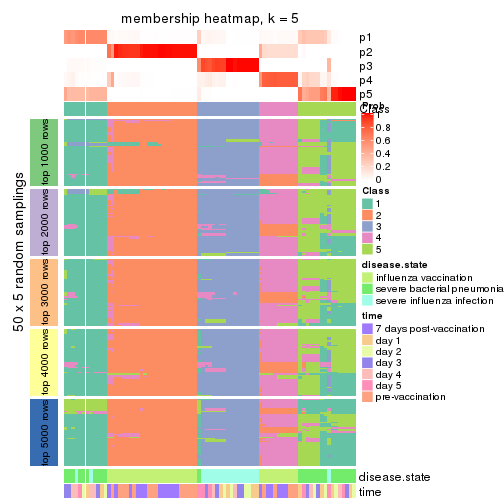 membership heatmap, k = 5
p1
p2
p3
p4
p5
Class
Prob
1
0.8
0.6
0.4
0.2
0
Class
1
2
3
4
5
disease.state
influenza vaccination
severe bacterial pneumonia
severe influenza infection
time
7 days post-vaccination
day 1
day 2
day 3
day 4
day 5
pre-vaccination
50 x 5 random samplings
top 1000 rows
top 2000 rows
top 3000 rows
top 4000 rows
top 5000 rows
disease.state
time